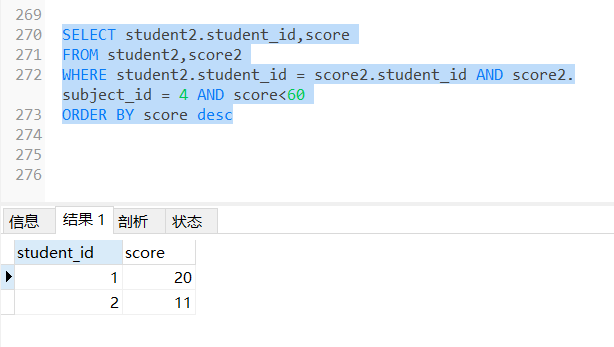 269
270 SELECT student2.student_id,score
271 FROM student2,score2
272 WHERE student2.student_id = score2.student_id AND score2.
subject_id = 4 AND score<60
273 ORDER BY score desc
274
275
276
信息 结果 1 剖析 状态
student_id score
1 20
2 11